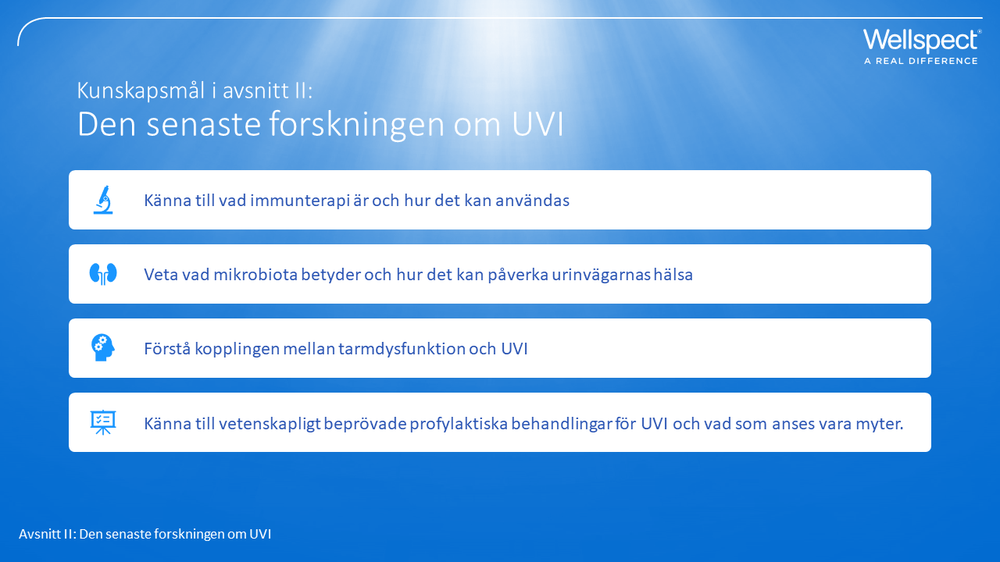 Wellspect®
A REAL DIFFERENCE
Kunskapsmål i avsnitt II:
Den senaste forskningen om UVI
Känna till vad immunterapi är och hur det kan användas
Veta vad mikrobiota betyder och hur det kan påverka urinvägarnas hälsa
Förstå kopplingen mellan tarmdysfunktion och UVI
Känna till vetenskapligt beprövade profylaktiska behandlingar för UVI och vad som anses vara myter.
Avsnitt II: Den senaste forskningen om UVI